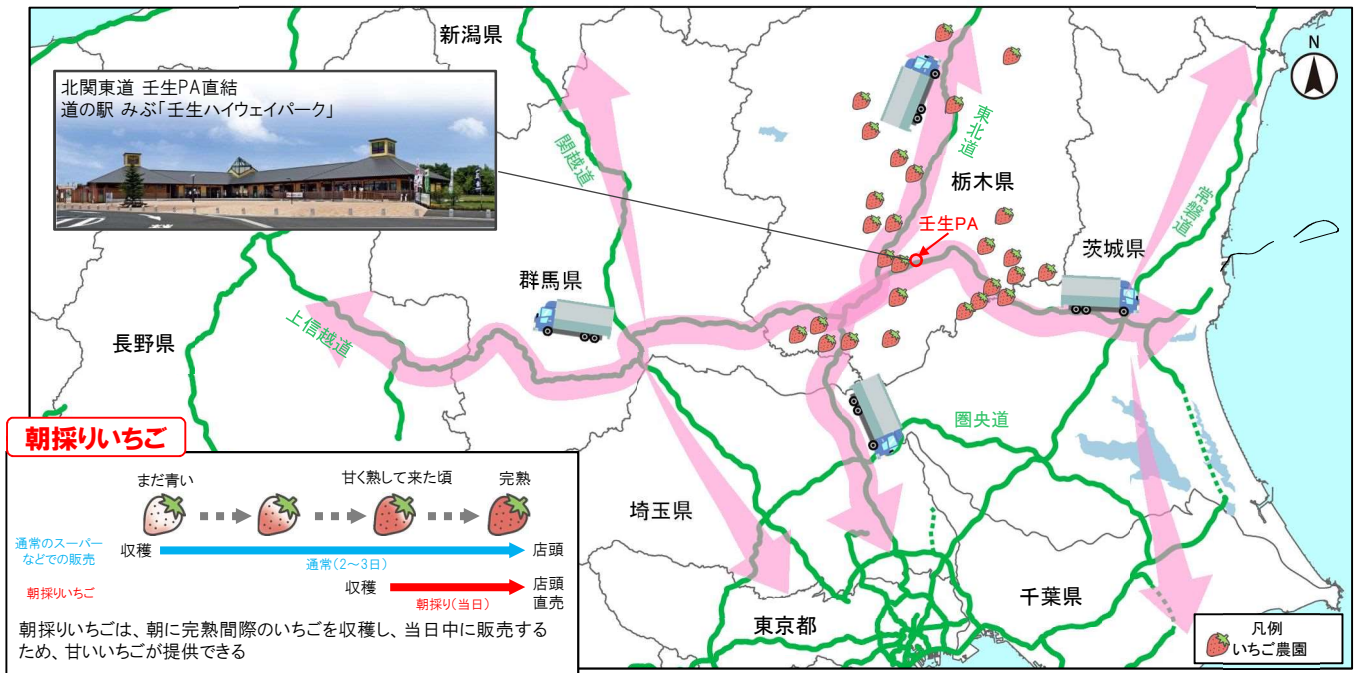 新潟県
北関東道 壬生PA直結
道の駅 みぶ「壬生ハイウェイパーク」
N
関越道
東北道
栃木県
常磐道
壬生PA
茨城県
群馬県
長野県
上信越道
圏央道
埼玉県
東京都
千葉県
凡例
いちご農園
朝採りいちご
まだ青い
甘く熟して来た頃
完熟
通常のスーパー
などでの販売
収穫
通常(2~3日)
店頭
朝採りいちご
収穫
朝採り(当日)
店頭
直売
朝採りいちごは、朝に完熟間際のいちごを収穫し、当日中に販売する
ため、甘いいちごが提供できる